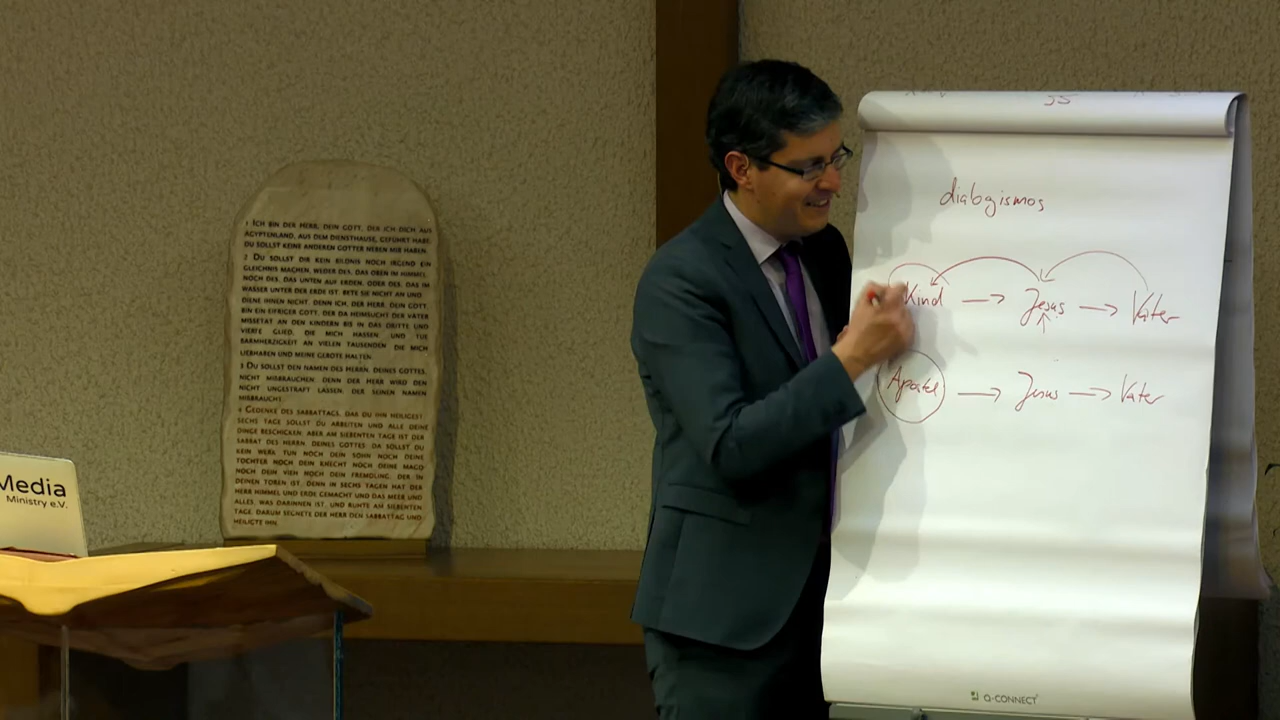 1 ICH BIN DER HERR, DEIN GOTT, DER ICH DICH AUS
ÄGYPTENLAND, AUS DEM DIENSTHAUSE, GEFÜHRT HABE.
DU SOLLST KEINE ANDEREN GÖTTER NEBEN MIR HABEN.
2 DU SOLLST DIR KEIN BILDNIS NOCH IRGEND EIN
GLEICHNIS MACHEN, WEDER DES, DAS OBEN IM HIMMEL,
NOCH DES, DAS UNTEN AUF ERDEN, ODER DES, DAS IM
WASSER UNTER DER ERDE IST. BETE SIE NICHT AN UND
DIENE IHNEN NICHT. DENN ICH, DER HERR, DEIN GOTT,
BIN EIN EIFRIGER GOTT, DER DA HEIMSUCHT DER VÄTER
MISSETAT AN DEN KINDERN BIS IN DAS DRITTE UND
VIERTE GLIED, DIE MICH HASSEN UND TUE
BARMHERZIGKEIT AN VIELEN TAUSENDEN, DIE MICH
LIEBHABEN UND MEINE GEBOTE HALTEN.
3 DU SOLLST DEN NAMEN DES HERRN, DEINES GOTTES,
NICHT MISBRAUCHEN; DENN DER HERR WIRD DEN
NICHT UNGESTRAFT LASSEN, DER SEINEN NAMEN
MISBRAUCHT.
4 GEDENKE DES SABBATTAGS, DAß DU IHN HEILIGEST.
SECHS TAGE SOLLST DU ARBEITEN UND ALLE DEINE
DINGE BESCHICKEN. ABER AM SIEBENTEN TAGE IST DER
SABBAT DES HERRN, DEINES GOTTES. DA SOLLST DU
KEIN WERK TUN NOCH DEIN SOHN NOCH DEINE
TOCHTER NOCH DEIN KNECHT NOCH DEINE MAGD
NOCH DEIN VIEH NOCH DEIN FREMDLING, DER IN
DEINEN TOREN IST. DENN IN SECHS TAGEN HAT DER
HERR HIMMEL UND ERDE GEMACHT UND DAS MEER UND
ALLES, WAS DARINNEN IST, UND RUHTE AM SIEBENTEN
TAGE. DARUM SEGNETE DER HERR DEN SABBATTAG UND
HEILIGTE IHN.
Media
Ministry e.V.
55
dialogismos
Kind → Jesus → Vater
Apostel → Jesus → Vater
Q-CONNECT